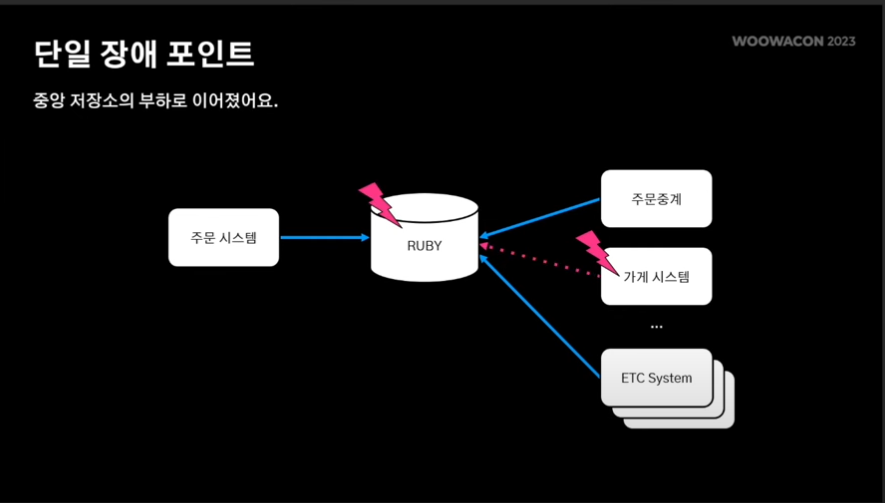 단일 장애 포인트
WOOWACON 2023
중앙 저장소의 부하로 이어졌어요.
주문 시스템
RUBY
주문중계
가게 시스템
...
ETC System